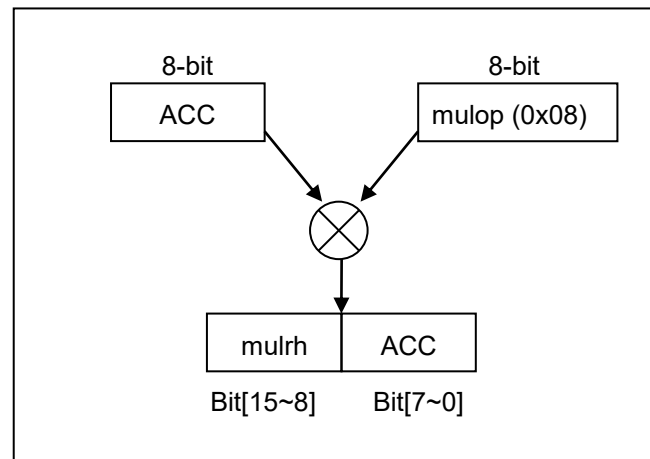 8-bit 8-bit
ACC mulop (0x08)
mulrh ACC
Bit[15~8] Bit[7~0]